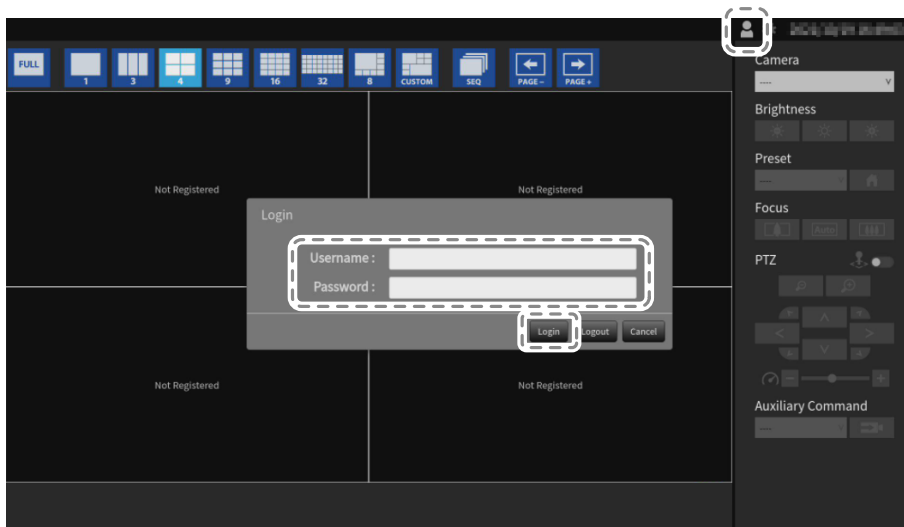 FULL
1
3
4
9
16
32
8
CUSTOM
SEQ
PAGE −
PAGE +
Camera
----
Brightness
Preset
----
Focus
Auto
PTZ
Auxiliary Command
----
Not Registered
Not Registered
Login
Username :
Password :
Login
Logout
Cancel
Not Registered
Not Registered